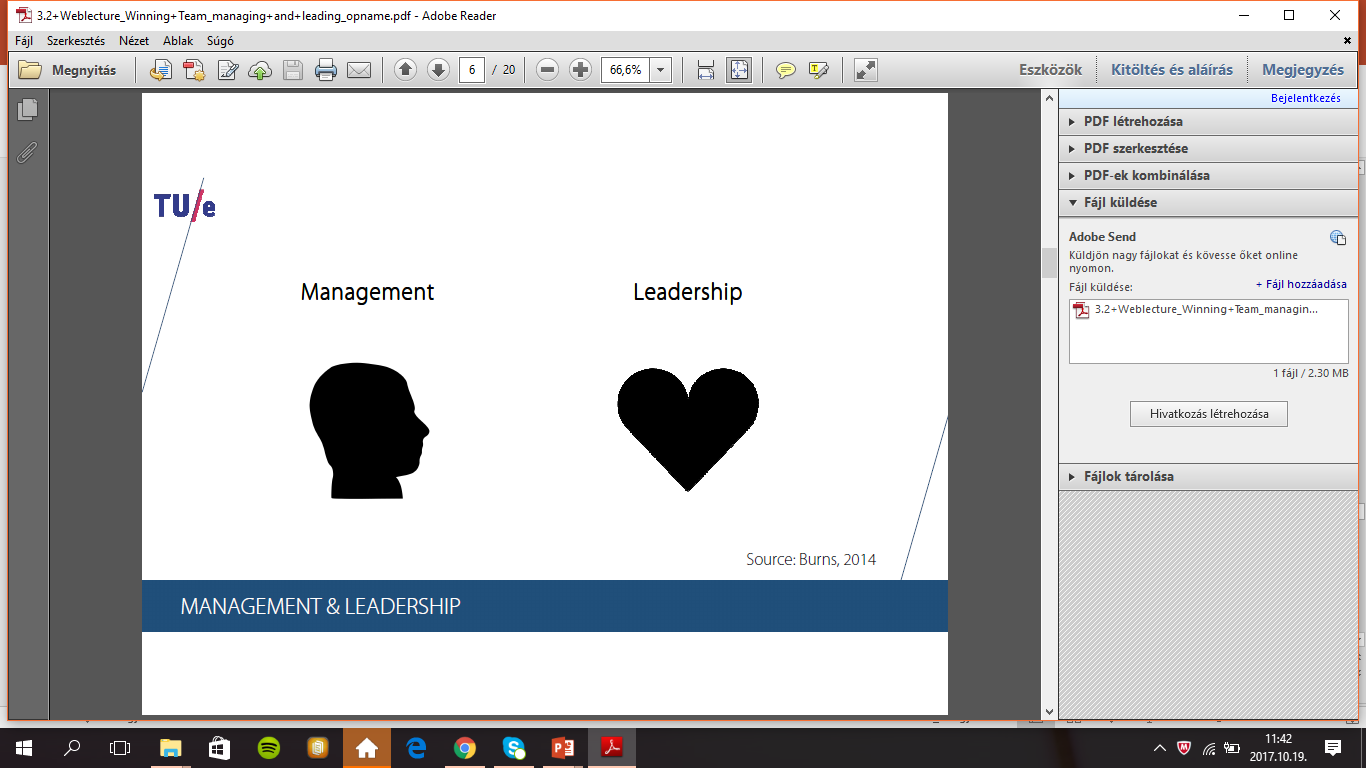 3.2+Weblecture_Winning+Team_managing+and+leading_opname.pdf - Adobe Reader
Fájl Szerkesztés Nézet Ablak Súgó
Megnyitás 6 / 20 66,6% Eszközök Kitöltés és aláírás Megjegyzés
Bejelentkezés
PDF létrehozása
PDF szerkesztése
PDF-ek kombinálása
Fájl küldése
Adobe Send
Küldjön nagy fájlokat és kövesse őket online
nyomon.
Fájl küldése: + Fájl hozzáadása
3.2+Weblecture_Winning+Team_managin...
1 fájl / 2.30 MB
Hivatkozás létrehozása
Fájlok tárolása
TU/e
Management Leadership
Source: Burns, 2014
MANAGEMENT & LEADERSHIP
11:42
2017.10.19.